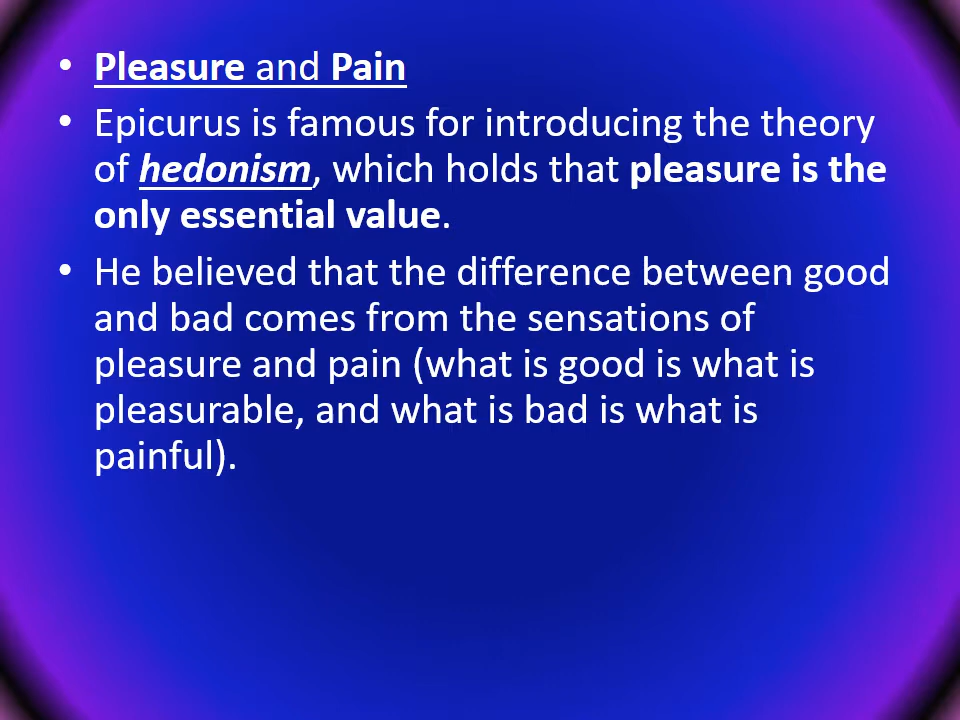 • Pleasure and Pain
• Epicurus is famous for introducing the theory
of hedonism, which holds that pleasure is the
only essential value.
• He believed that the difference between good
and bad comes from the sensations of
pleasure and pain (what is good is what is
pleasurable, and what is bad is what is
painful).